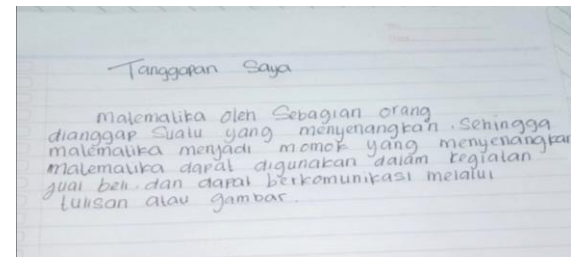 Tanggapan Saya
matematika oleh Sebagian orang
dianggap Suatu yang menyenangkan. Sehingga
matematika menjadi momok yang menyenangkan
matematika dapat digunakan dalam kegiatan
jual beli. dan dapat berkomunikasi melalui
tulisan atau gambar.